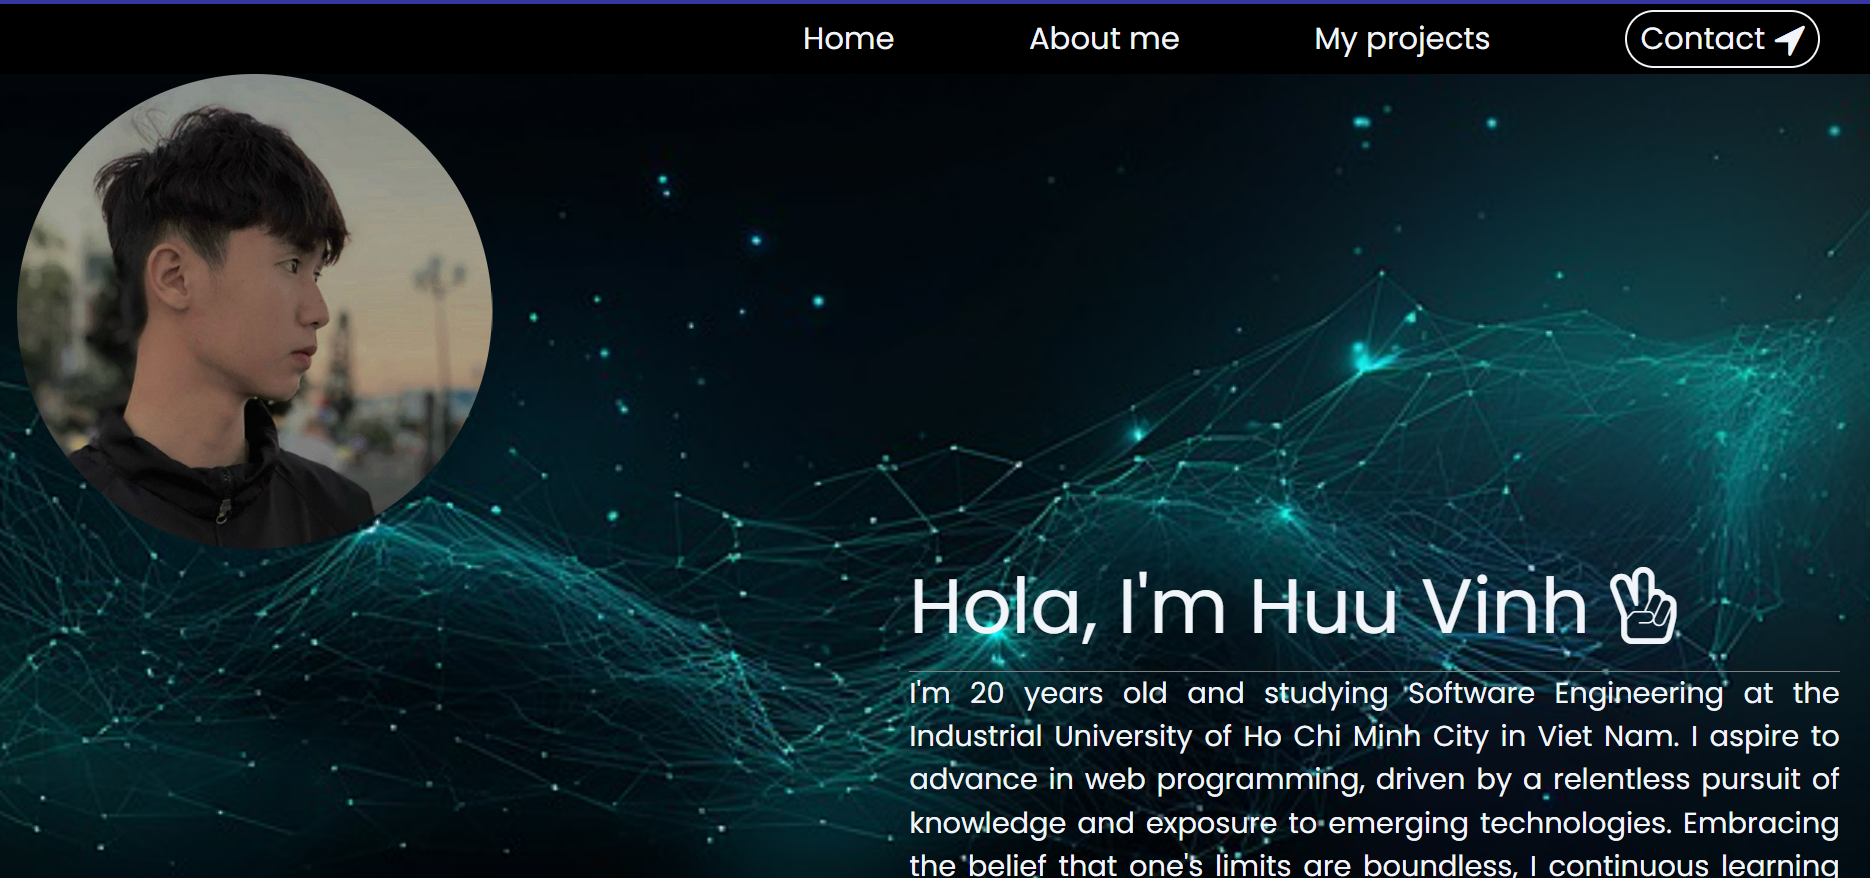 Home About me My projects Contact
Hola, I'm Huu Vinh
I'm 20 years old and studying Software Engineering at the
Industrial University of Ho Chi Minh City in Viet Nam. I aspire to
advance in web programming, driven by a relentless pursuit of
knowledge and exposure to emerging technologies. Embracing
the belief that one's limits are boundless, I continuous learning